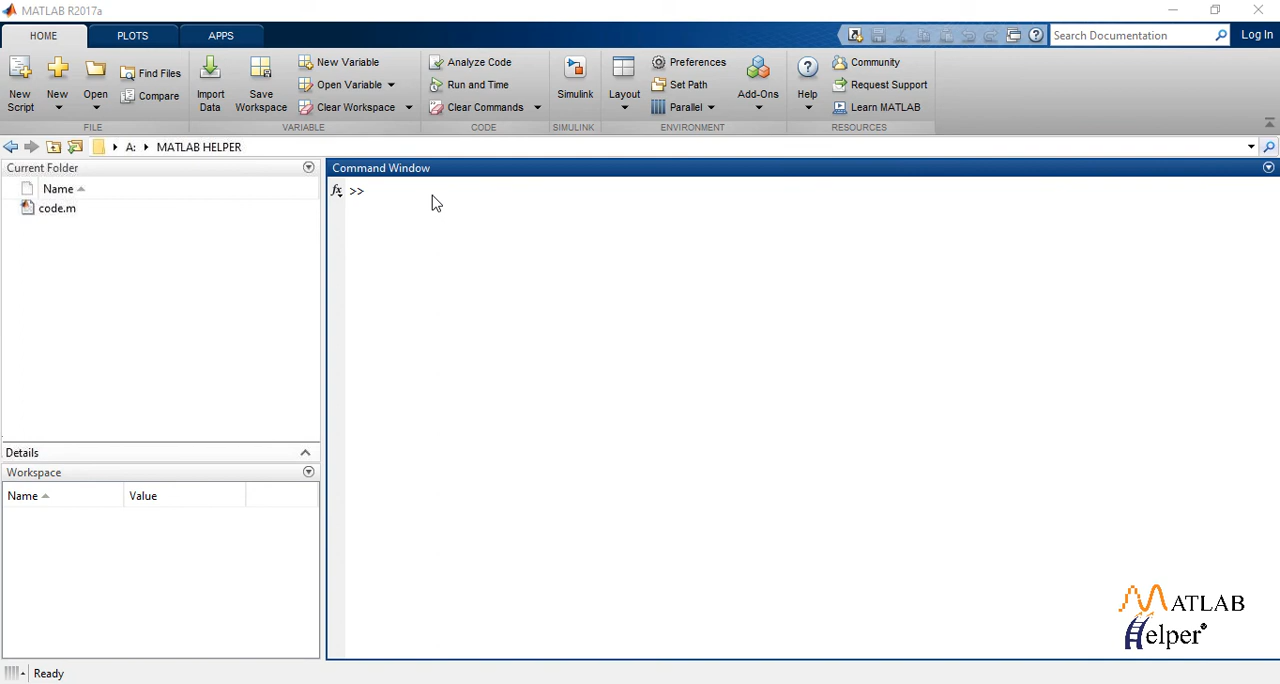 MATLAB R2017a
HOME PLOTS APPS Search Documentation Log In
New Script New Open Find Files Compare Import Data Save Workspace New Variable Open Variable Clear Workspace Analyze Code Run and Time Clear Commands Simulink Layout Preferences Set Path Parallel Add-Ons Help Community Request Support Learn MATLAB
FILE VARIABLE CODE SIMULINK ENVIRONMENT RESOURCES
A: MATLAB HELPER
Current Folder
Name
code.m
Details
Workspace
Name Value
Command Window
fx >>
MATLAB
Helper®
Ready